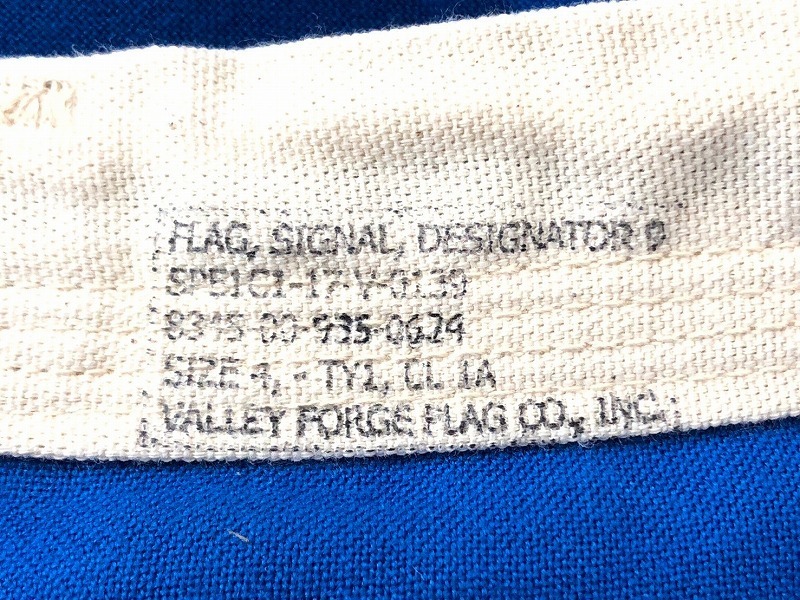 FLAG, SIGNAL, DESIGNATOR
SPE1C1-17-V-0139
8345-00-935-0624
SIZE 4, - TY1, CL 1A
VALLEY FORGE FLAG CO., INC.